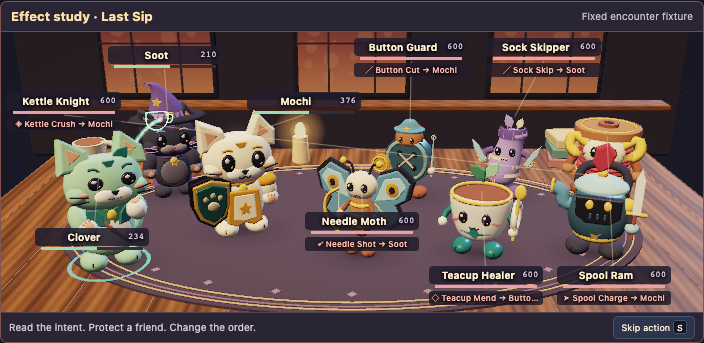 Effect study · Last Sip
Fixed encounter fixture
Soot 210
Button Guard 600
⟋ Button Cut → Mochi
Sock Skipper 600
⟋ Sock Skip → Soot
Kettle Knight 600
◈ Kettle Crush → Mochi
Mochi 376
Clover 234
Needle Moth 600
➶ Needle Shot → Soot
Teacup Healer 600
◇ Teacup Mend → Butto...
Spool Ram 600
➤ Spool Charge → Mochi
Read the intent. Protect a friend. Change the order.
Skip action S